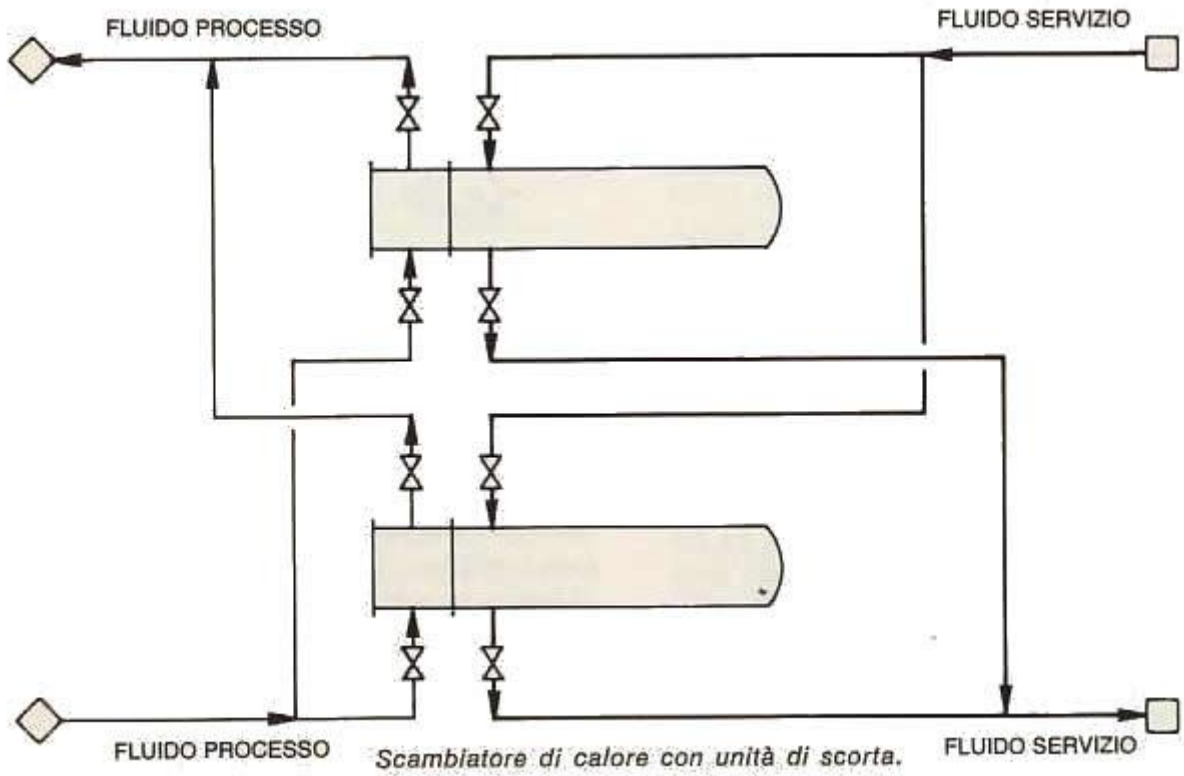 FLUIDO PROCESSO
FLUIDO SERVIZIO
FLUIDO PROCESSO
Scambiatore di calore con unità di scorta.
FLUIDO SERVIZIO